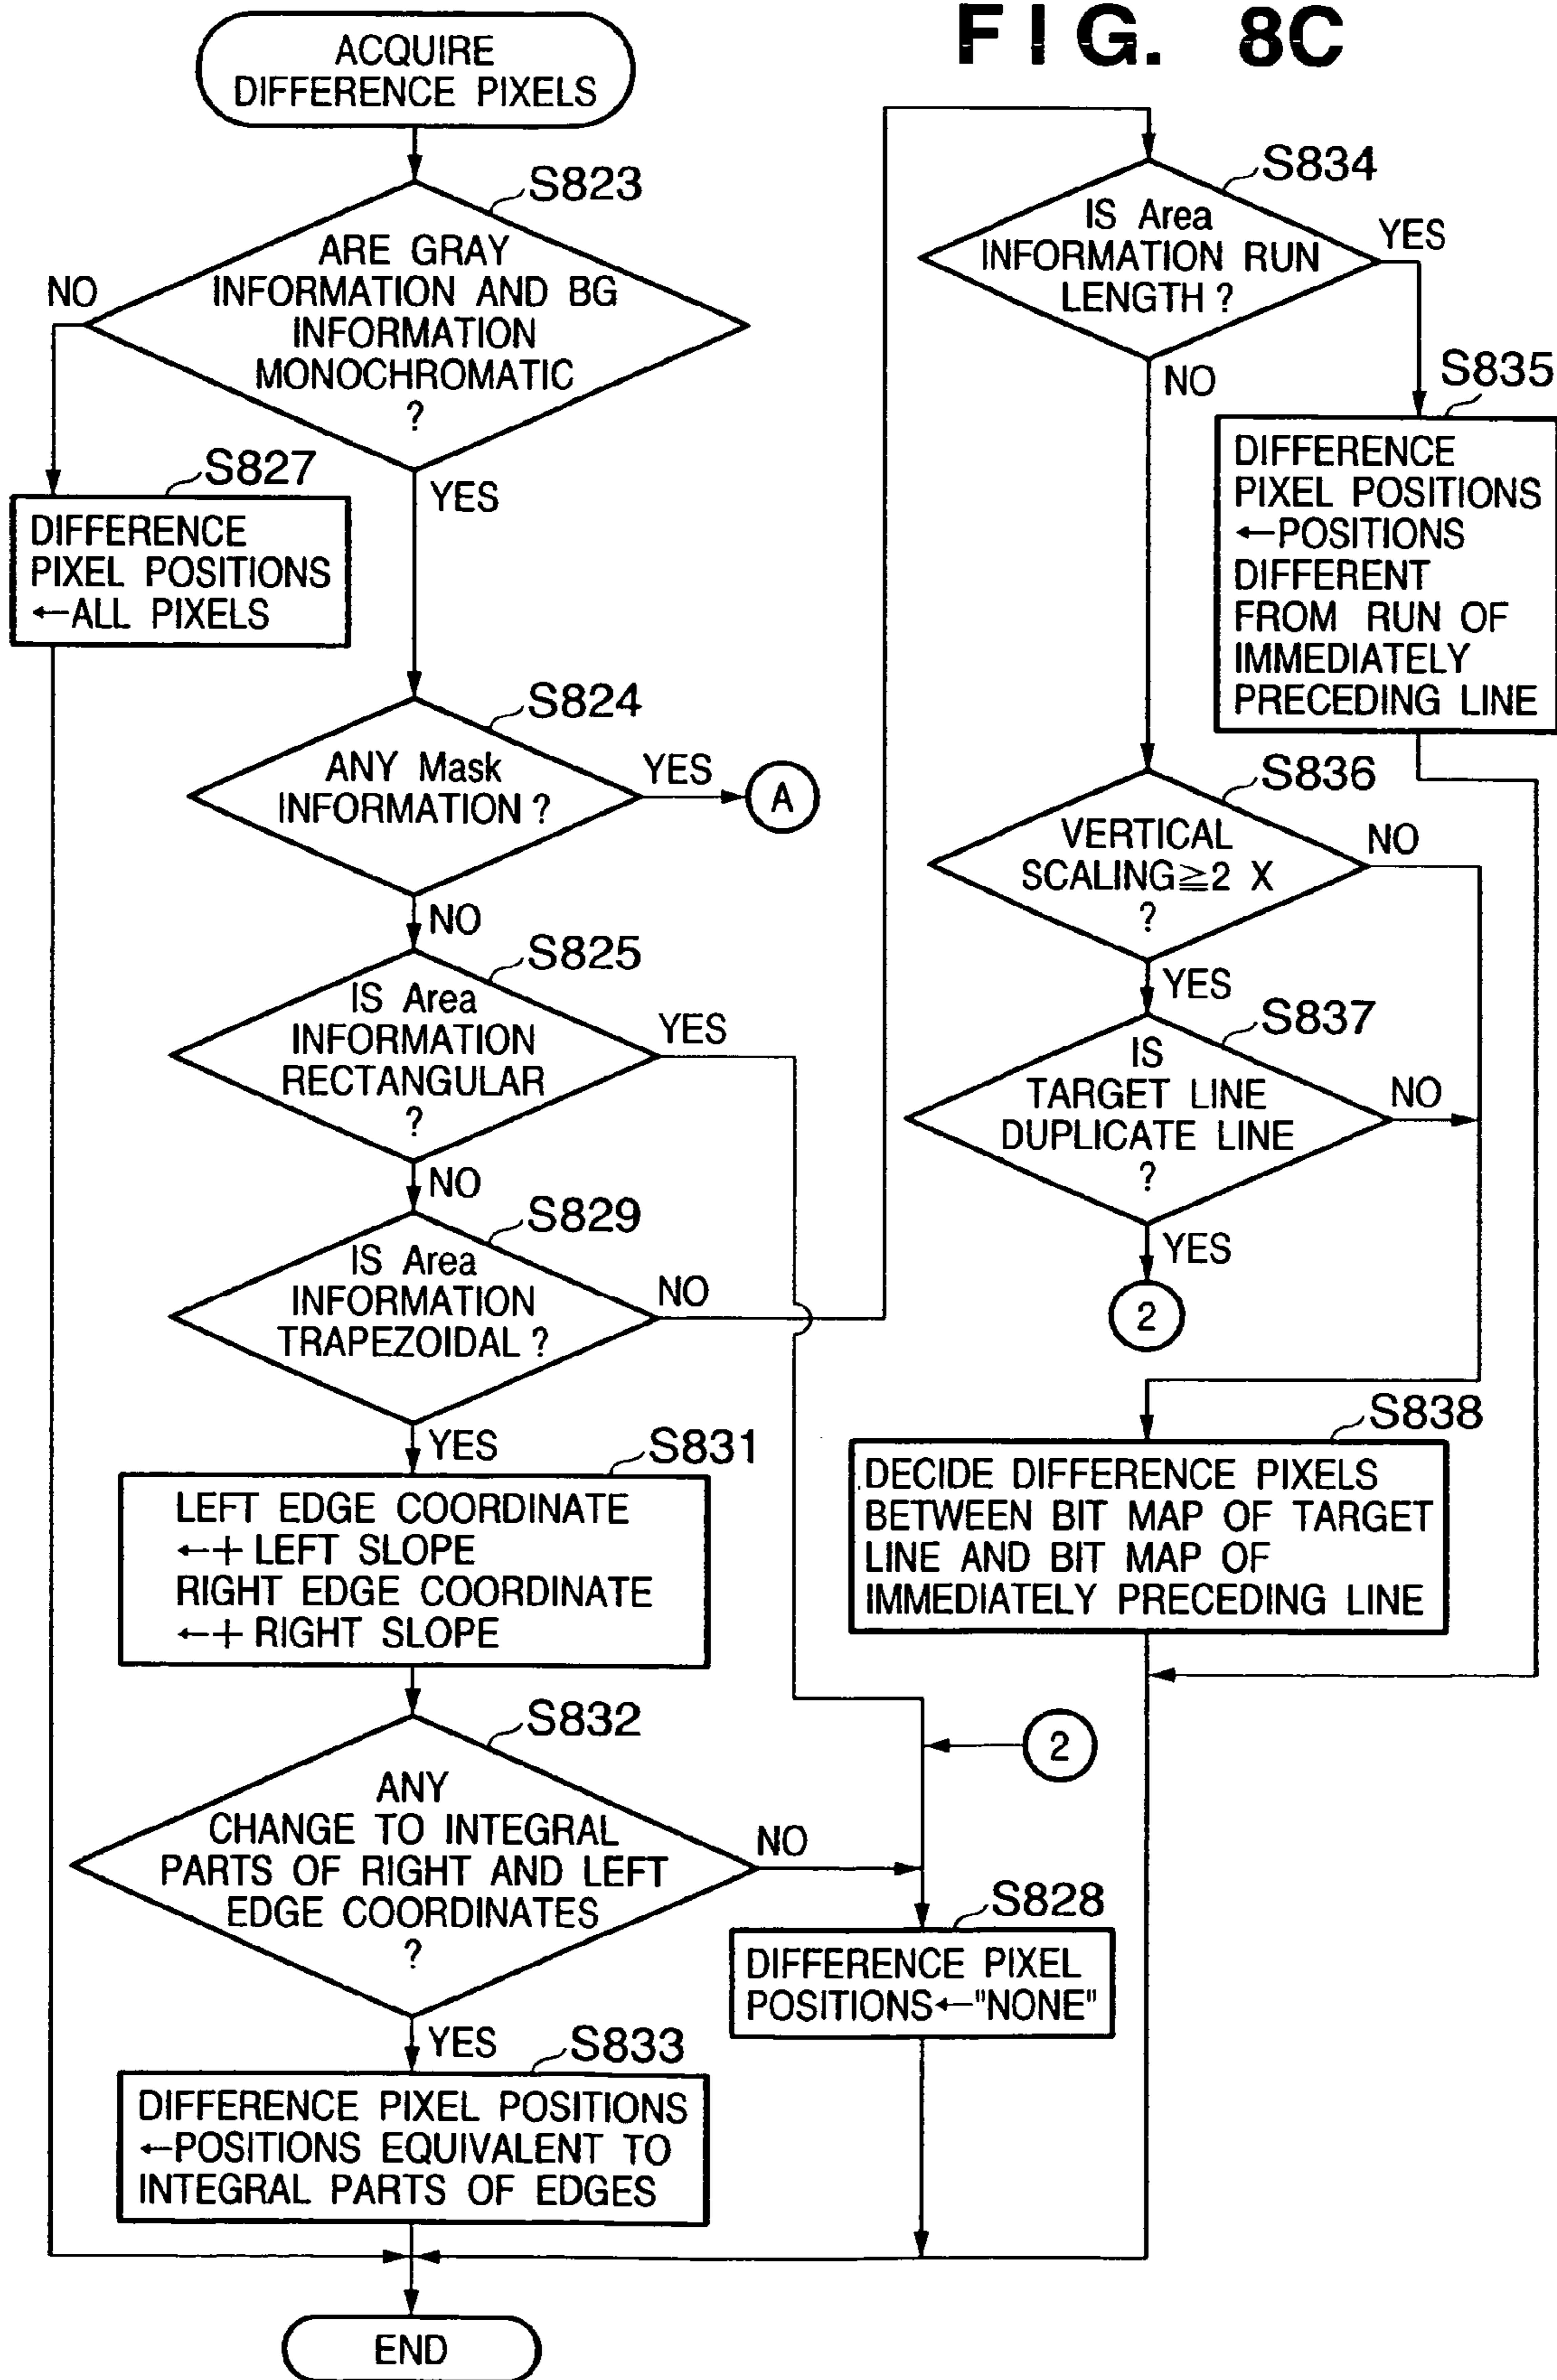 FIG. 8C
ACQUIRE
DIFFERENCE PIXELS
S823
ARE GRAY
INFORMATION AND BG
INFORMATION
MONOCHROMATIC
?
NO
YES
S827
DIFFERENCE
PIXEL POSITIONS
←ALL PIXELS
S824
ANY Mask
INFORMATION ?
YES
A
NO
S825
IS Area
INFORMATION
RECTANGULAR
?
YES
NO
S829
IS Area
INFORMATION
TRAPEZOIDAL ?
NO
YES
S831
LEFT EDGE COORDINATE
←+ LEFT SLOPE
RIGHT EDGE COORDINATE
←+ RIGHT SLOPE
S832
ANY
CHANGE TO INTEGRAL
PARTS OF RIGHT AND LEFT
EDGE COORDINATES
?
NO
YES
S833
DIFFERENCE PIXEL POSITIONS
←POSITIONS EQUIVALENT TO
INTEGRAL PARTS OF EDGES
S834
IS Area
INFORMATION RUN
LENGTH ?
YES
NO
S835
DIFFERENCE
PIXEL POSITIONS
←POSITIONS
DIFFERENT
FROM RUN OF
IMMEDIATELY
PRECEDING LINE
S836
VERTICAL
SCALING≧2 X
?
NO
YES
S837
IS
TARGET LINE
DUPLICATE LINE
?
NO
YES
2
S838
DECIDE DIFFERENCE PIXELS
BETWEEN BIT MAP OF TARGET
LINE AND BIT MAP OF
IMMEDIATELY PRECEDING LINE
2
S828
DIFFERENCE PIXEL
POSITIONS←"NONE"
END